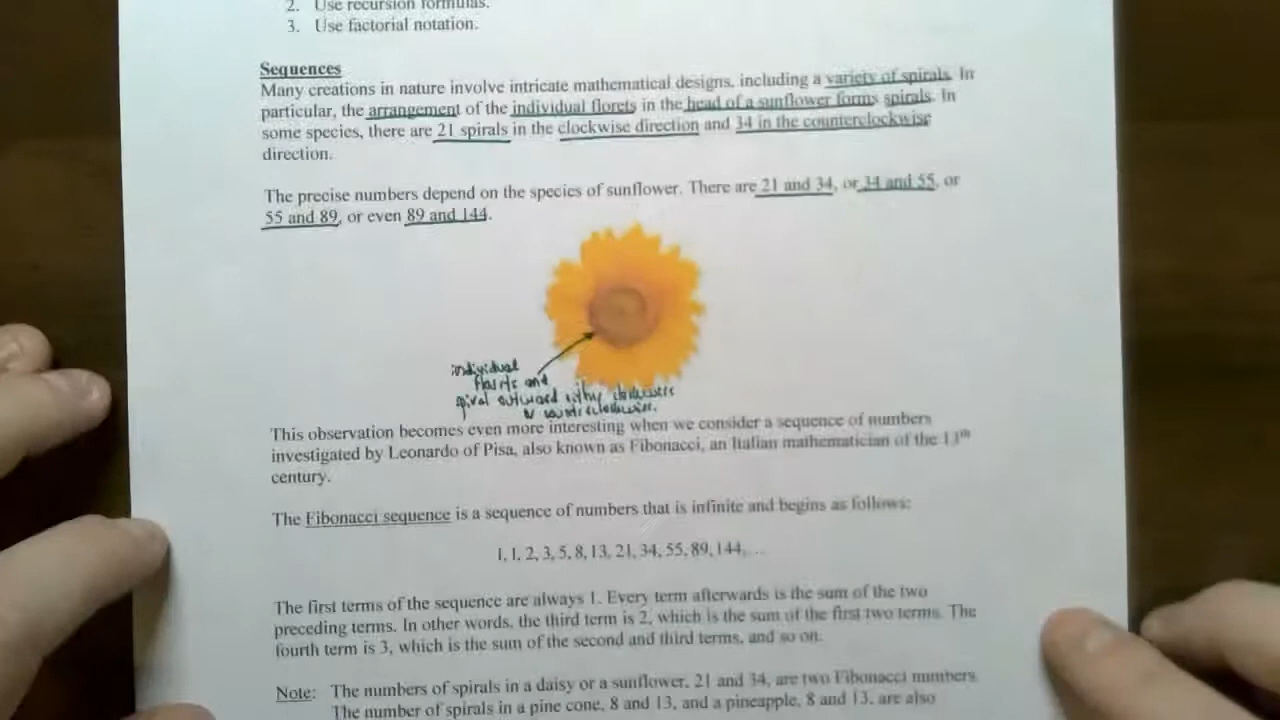 2. Use recursion formulas.
3. Use factorial notation.
Sequences
Many creations in nature involve intricate mathematical designs, including a variety of spirals. In
particular, the arrangement of the individual florets in the head of a sunflower forms spirals. In
some species, there are 21 spirals in the clockwise direction and 34 in the counterclockwise
direction.
The precise numbers depend on the species of sunflower. There are 21 and 34, or 34 and 55, or
55 and 89, or even 89 and 144.
individual
florets and
spiral outward either clockwise
or counterclockwise.
This observation becomes even more interesting when we consider a sequence of numbers
investigated by Leonardo of Pisa, also known as Fibonacci, an Italian mathematician of the 13th
century.
The Fibonacci sequence is a sequence of numbers that is infinite and begins as follows:
1, 1, 2, 3, 5, 8, 13, 21, 34, 55, 89, 144, ...
The first terms of the sequence are always 1. Every term afterwards is the sum of the two
preceding terms. In other words, the third term is 2, which is the sum of the first two terms. The
fourth term is 3, which is the sum of the second and third terms, and so on.
Note: The numbers of spirals in a daisy or a sunflower, 21 and 34, are two Fibonacci numbers.
The number of spirals in a pine cone, 8 and 13, and a pineapple, 8 and 13, are also